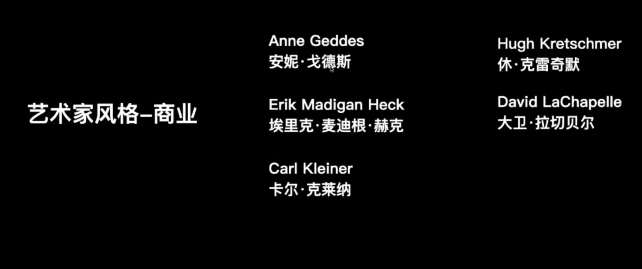 艺术家风格-商业
Anne Geddes
安妮·戈德斯
Erik Madigan Heck
埃里克·麦迪根·赫克
Carl Kleiner
卡尔·克莱纳
Hugh Kretschmer
休·克雷奇默
David LaChapelle
大卫·拉切贝尔